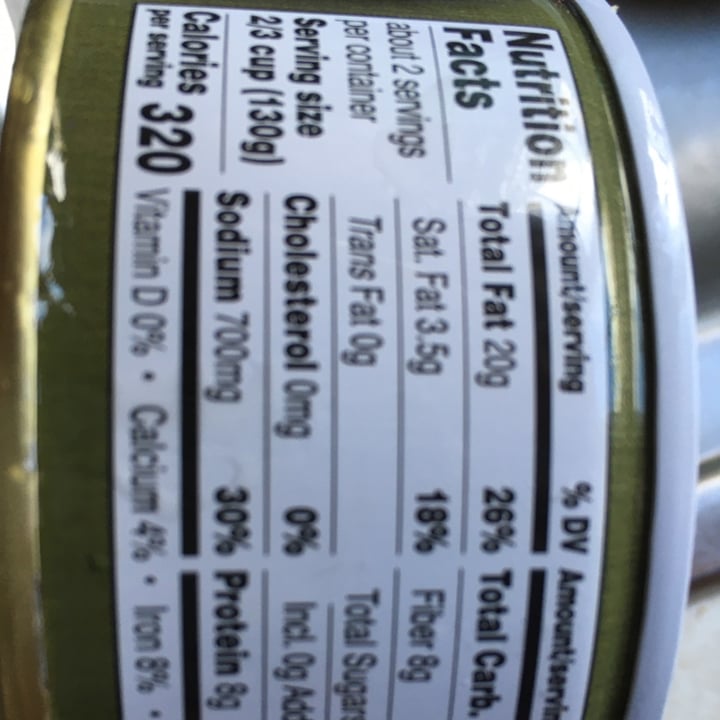 Nutrition
Facts
about 2 servings
per container
Serving size
2/3 cup (130g)
Calories
per serving 320
Amount/serving % DV
Total Fat 20g 26%
Sat. Fat 3.5g 18%
Trans Fat 0g
Cholesterol 0mg 0%
Sodium 700mg 30%
Amount/servin
Total Carb.
Fiber 8g
Total Sugars
Incl. 0g Add
Protein 8g
Vitamin D 0% • Calcium 4% • Iron 8% •